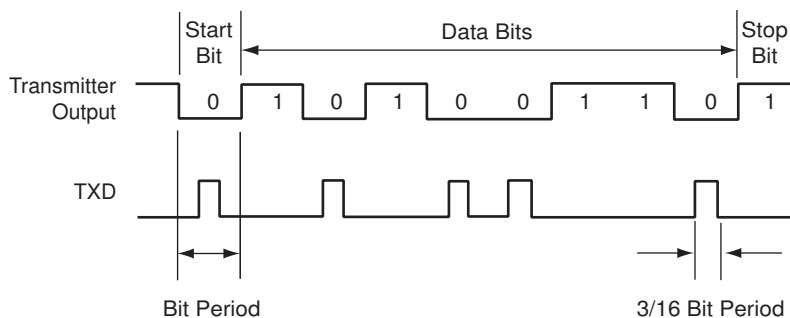 Start
Bit
Data Bits
Stop
Bit
Transmitter
Output
0 1 0 1 0 0 1 1 0 1
TXD
Bit Period
3/16 Bit Period